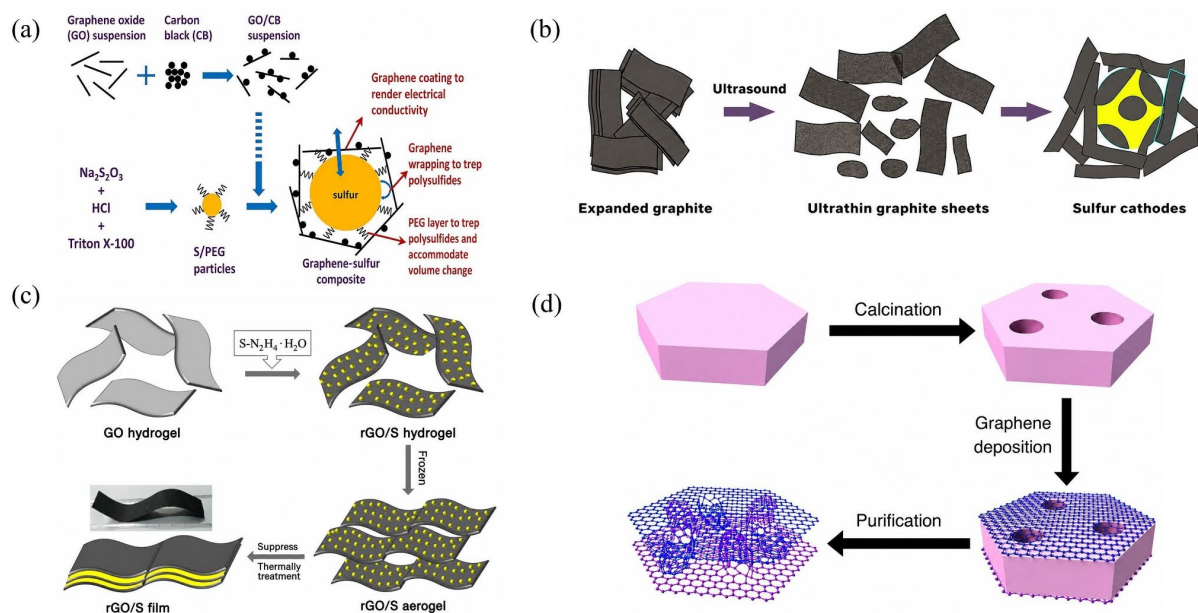 (a)
Graphene oxide
(GO) suspension
Carbon
black (CB)
GO/CB
suspension
+
Graphene coating to
render electrical
conductivity
Graphene
wrapping to trep
polysulfides
Na₂S₂O₃
+
HCl
+
Triton X-100
sulfur
S/PEG
particles
Graphene-sulfur
composite
PEG layer to trep
polysulfides and
accommodate
volume change
(b)
Ultrasound
Expanded graphite
Ultrathin graphite sheets
Sulfur cathodes
(c)
S-N₂H₄·H₂O
GO hydrogel
rGO/S hydrogel
Frozen
Suppress
Thermally
treatment
rGO/S film
rGO/S aerogel
(d)
Calcination
Graphene
deposition
Purification